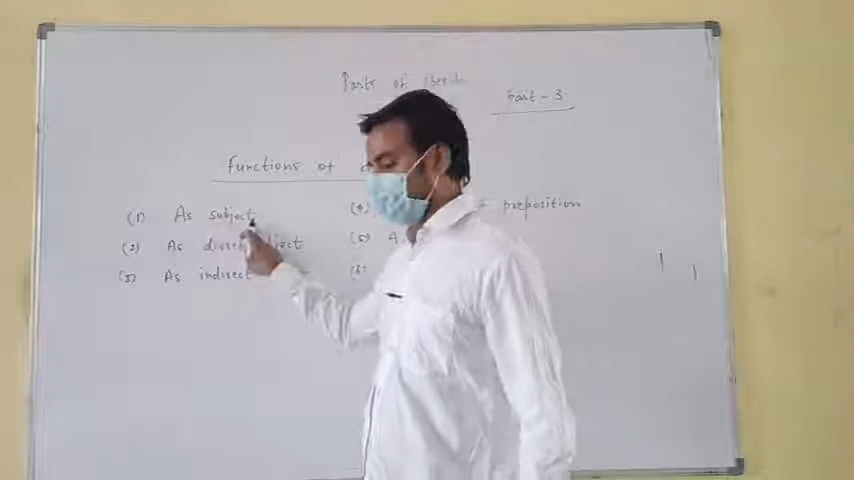 Parts of Speech
Part - 3
Functions of
(1) As subject
(2) As direct object
(3) As indirect
(4) preposition
(5) A
(6)